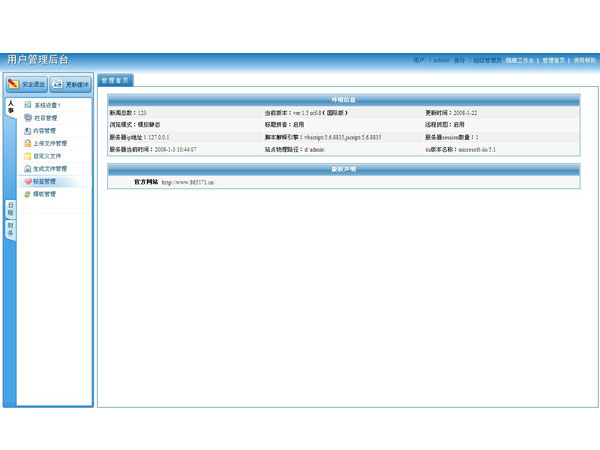 用户管理后台
用户：admin 身份：超级管理员 隐藏工作台 | 管理首页 | 使用帮助
安全退出 更新缓冲
管理首页
人事
日程
财务
系统设置!
栏目管理
内容管理
上传文件管理
自定义文件
生成文件管理
标签管理
模板管理
环境信息
新闻总数：123 当前版本：ver 1.5 utf-8 ( 国际版 ) 更新时间：2008-1-22
浏览模式：模拟静态 标题拼音：启用 远程抓图：启用
服务器ip地址：127.0.0.1 脚本解释引擎：vbscript/5.6.8835,jscript/5.6.8835 服务器session数量：1
服务器当前时间：2009-1-3 10:44:07 站点物理路径：d:\admin\ iis版本名称：microsoft-iis/5.1
版权声明
官方网站 http://www.865171.cn/